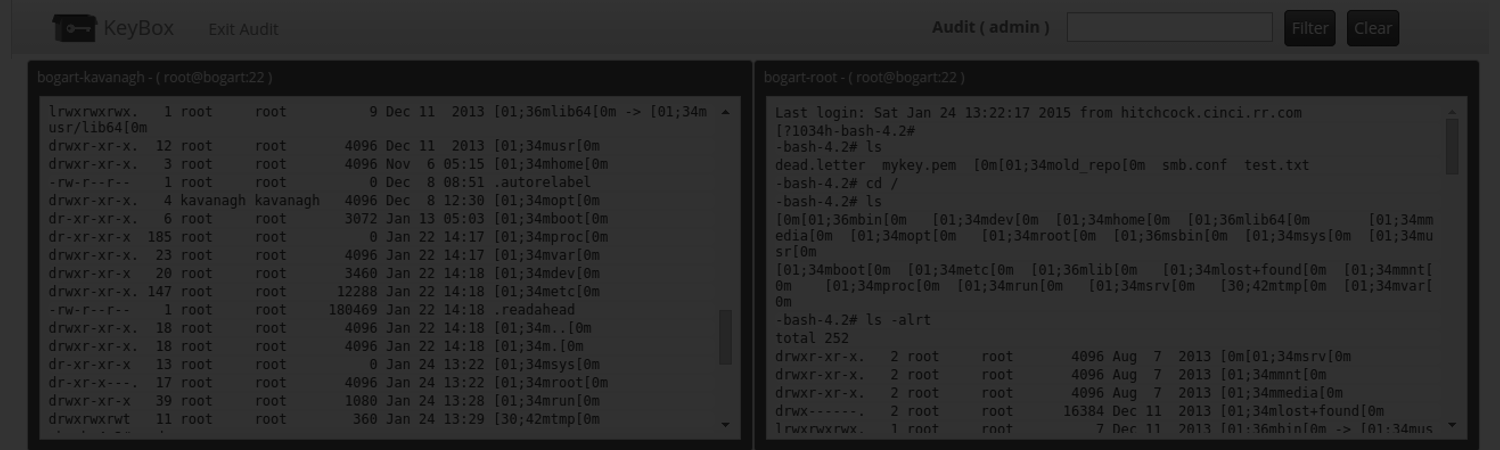 KeyBox Exit Audit Audit ( admin ) Filter Clear
bogart-kavanagh - ( root@bogart:22 )
lrwxrwxrwx. 1 root root 9 Dec 11 2013 [01;36mlib64[0m -> [01;34m
usr/lib64[0m
drwxr-xr-x. 12 root root 4096 Dec 11 2013 [01;34musr[0m
drwxr-xr-x. 3 root root 4096 Nov 6 05:15 [01;34mhome[0m
-rw-r--r-- 1 root root 0 Dec 8 08:51 .autorelabel
drwxr-xr-x. 4 kavanagh kavanagh 4096 Dec 8 12:30 [01;34mopt[0m
dr-xr-xr-x. 6 root root 3072 Jan 13 05:03 [01;34mboot[0m
dr-xr-xr-x 185 root root 0 Jan 22 14:17 [01;34mproc[0m
drwxr-xr-x. 23 root root 4096 Jan 22 14:17 [01;34mvar[0m
drwxr-xr-x 20 root root 3460 Jan 22 14:18 [01;34mdev[0m
drwxr-xr-x. 147 root root 12288 Jan 22 14:18 [01;34metc[0m
-rw-r--r-- 1 root root 180469 Jan 22 14:18 .readahead
drwxr-xr-x. 18 root root 4096 Jan 22 14:18 [01;34m..[0m
drwxr-xr-x. 18 root root 4096 Jan 22 14:18 [01;34m.[0m
dr-xr-xr-x 13 root root 0 Jan 24 13:22 [01;34msys[0m
dr-xr-x---. 17 root root 4096 Jan 24 13:22 [01;34mroot[0m
drwxr-xr-x 39 root root 1080 Jan 24 13:28 [01;34mrun[0m
drwxrwxrwt 11 root root 360 Jan 24 13:29 [30;42mtmp[0m
bogart-root - ( root@bogart:22 )
Last login: Sat Jan 24 13:22:17 2015 from hitchcock.cinci.rr.com
[?1034h-bash-4.2#
-bash-4.2# ls
dead.letter mykey.pem [0m[01;34mold_repo[0m smb.conf test.txt
-bash-4.2# cd /
-bash-4.2# ls
[0m[01;36mbin[0m [01;34mdev[0m [01;34mhome[0m [01;36mlib64[0m [01;34mm
edia[0m [01;34mopt[0m [01;34mroot[0m [01;36msbin[0m [01;34msys[0m [01;34mu
sr[0m
[01;34mboot[0m [01;34metc[0m [01;36mlib[0m [01;34mlost+found[0m [01;34mmnt[
0m [01;34mproc[0m [01;34mrun[0m [01;34msrv[0m [30;42mtmp[0m [01;34mvar[
0m
-bash-4.2# ls -alrt
total 252
drwxr-xr-x. 2 root root 4096 Aug 7 2013 [0m[01;34msrv[0m
drwxr-xr-x. 2 root root 4096 Aug 7 2013 [01;34mmnt[0m
drwxr-xr-x. 2 root root 4096 Aug 7 2013 [01;34mmedia[0m
drwx------. 2 root root 16384 Dec 11 2013 [01;34mlost+found[0m
lrwxrwxrwx. 1 root root 7 Dec 11 2013 [01;36mbin[0m -> [01;34mus